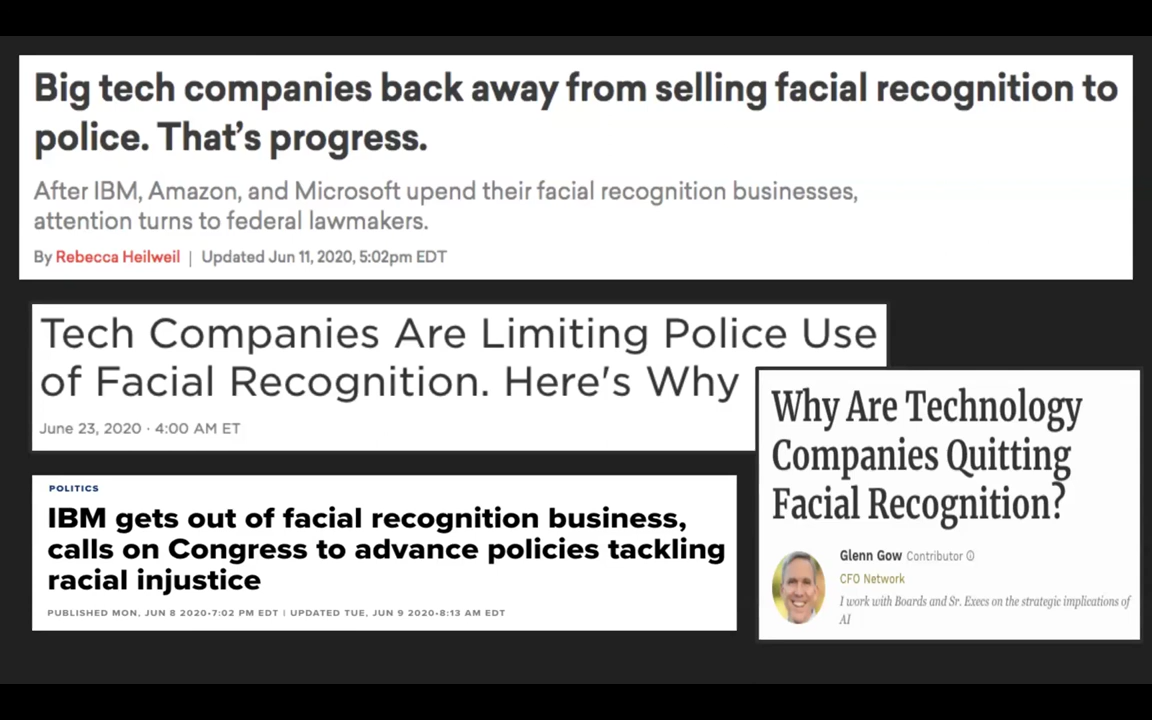 Big tech companies back away from selling facial recognition to
police. That’s progress.
After IBM, Amazon, and Microsoft upend their facial recognition businesses,
attention turns to federal lawmakers.
By Rebecca Heilweil | Updated Jun 11, 2020, 5:02pm EDT
Tech Companies Are Limiting Police Use
of Facial Recognition. Here's Why
June 23, 2020 · 4:00 AM ET
Why Are Technology
Companies Quitting
Facial Recognition?
Glenn Gow Contributor ⓘ
CFO Network
I work with Boards and Sr. Execs on the strategic implications of
AI
POLITICS
IBM gets out of facial recognition business,
calls on Congress to advance policies tackling
racial injustice
PUBLISHED MON, JUN 8 2020•7:02 PM EDT | UPDATED TUE, JUN 9 2020•8:13 AM EDT